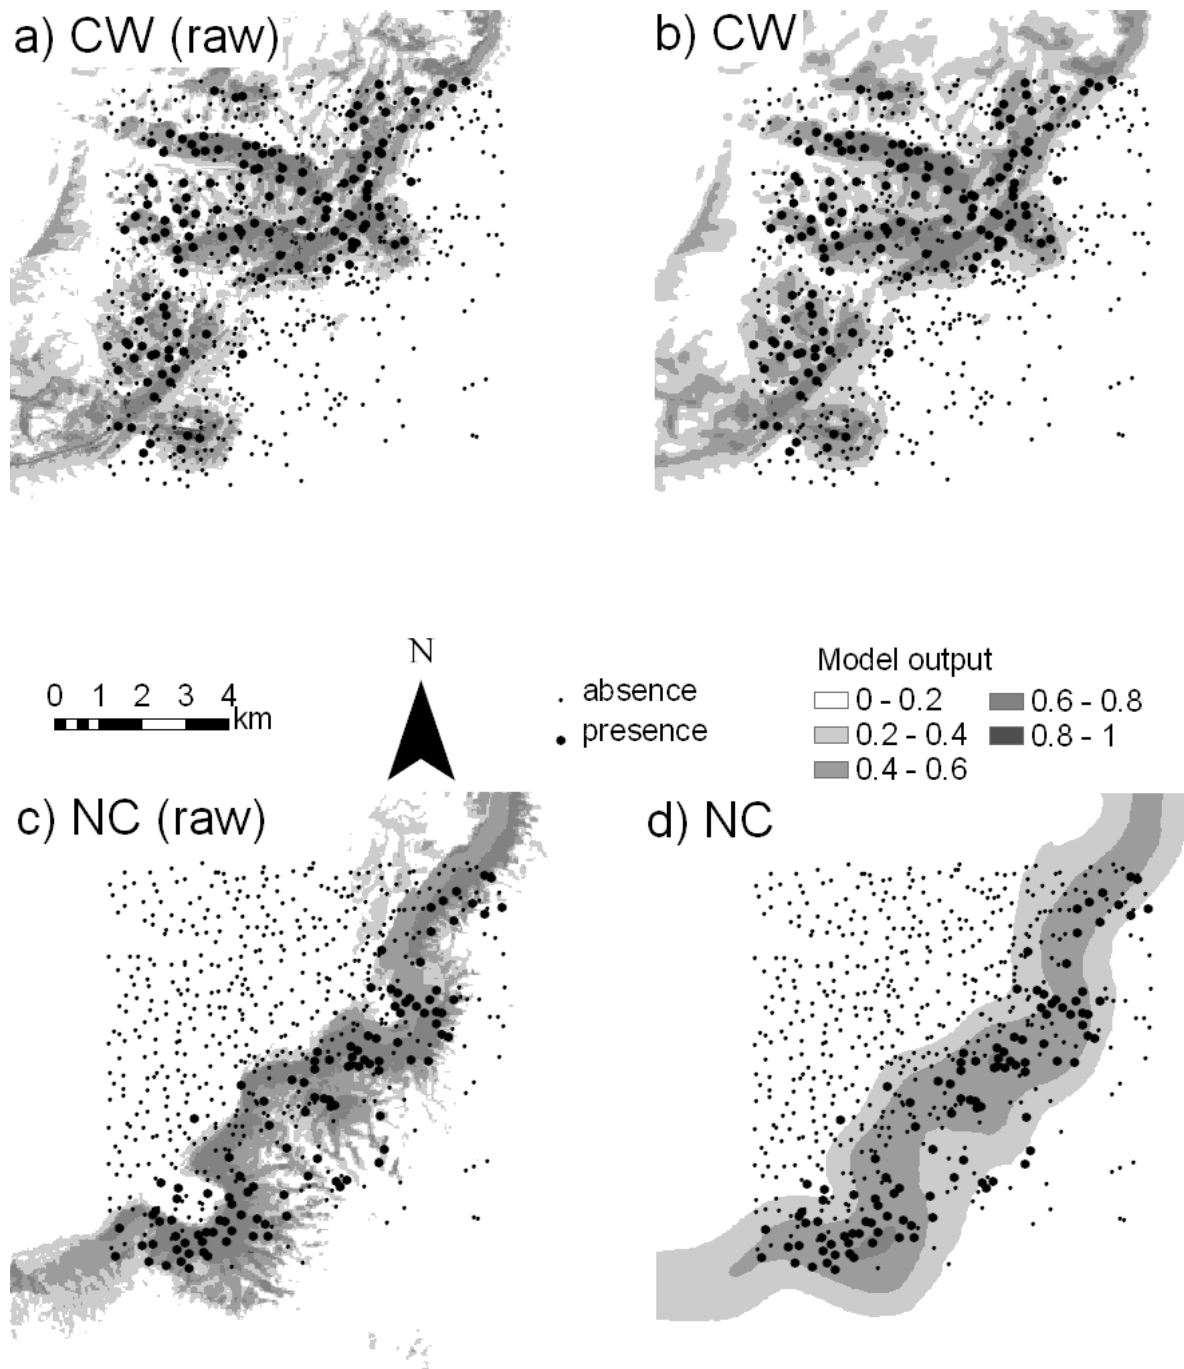 a) CW (raw)
b) CW
N
0 1 2 3 4
km
absence
presence
Model output
0 - 0.2
0.2 - 0.4
0.4 - 0.6
0.6 - 0.8
0.8 - 1
c) NC (raw)
d) NC